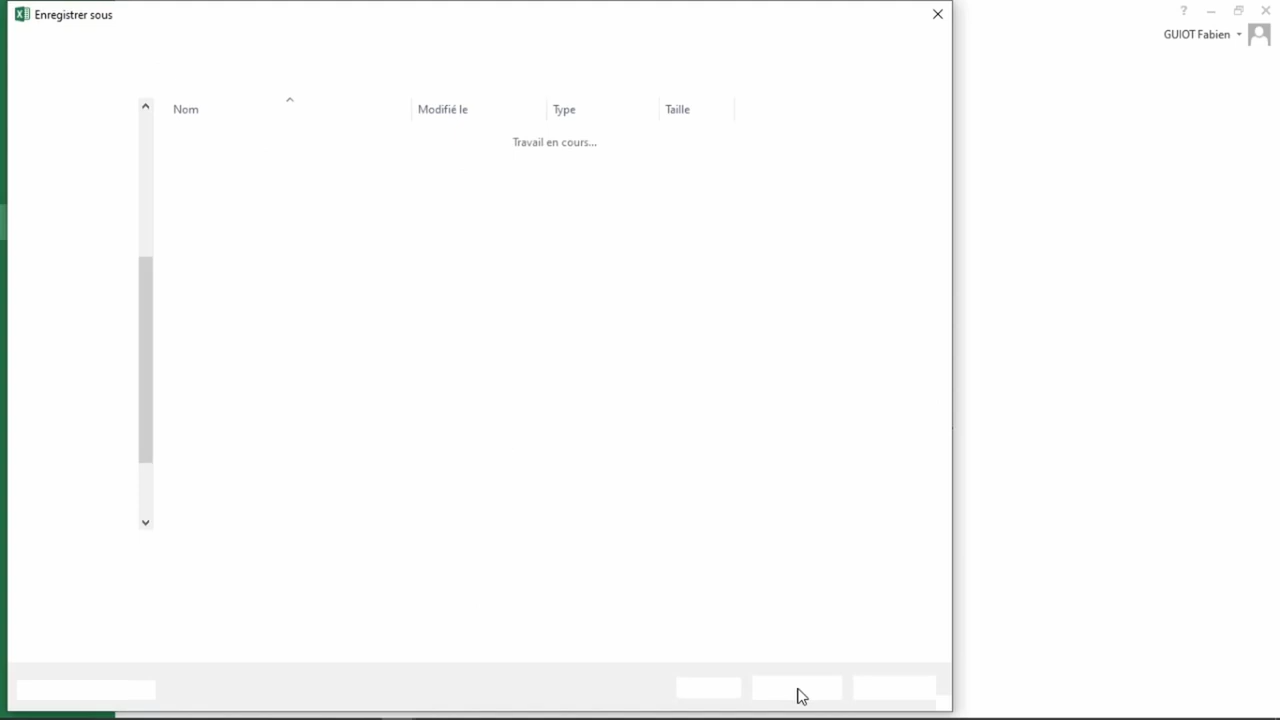 Enregistrer sous
?
GUIOT Fabien
Nom
Modifié le
Type
Taille
Travail en cours...